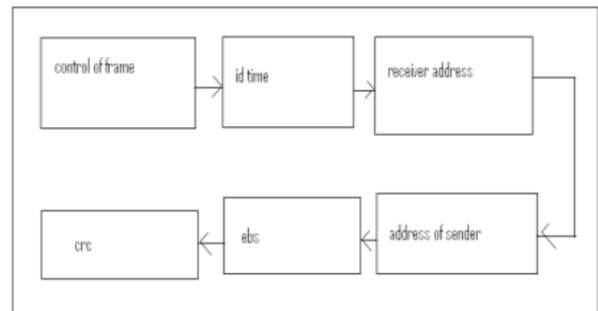 control of frame
id time
receiver address
address of sender
ebs
crc